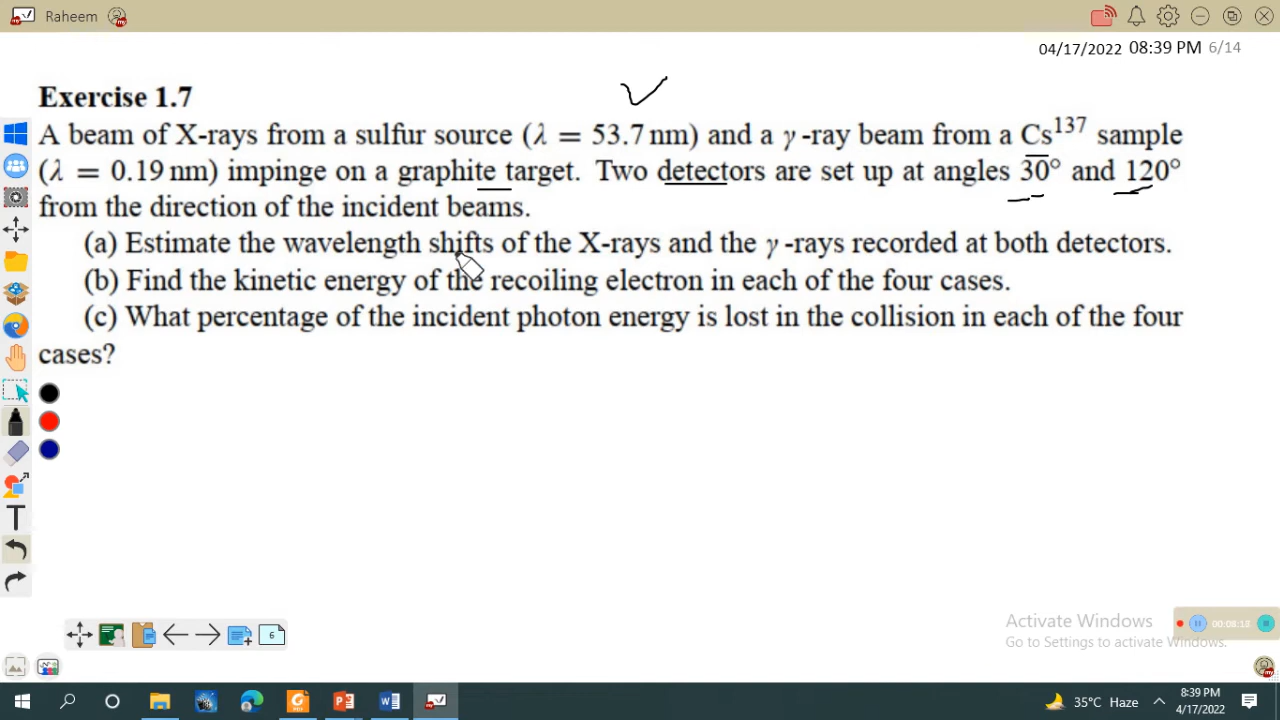 Raheem
04/17/2022 08:39 PM 6/14
Exercise 1.7
A beam of X-rays from a sulfur source (λ = 53.7 nm) and a γ -ray beam from a Cs¹³⁷ sample
(λ = 0.19 nm) impinge on a graphite target. Two detectors are set up at angles 30° and 120°
from the direction of the incident beams.
(a) Estimate the wavelength shifts of the X-rays and the γ -rays recorded at both detectors.
(b) Find the kinetic energy of the recoiling electron in each of the four cases.
(c) What percentage of the incident photon energy is lost in the collision in each of the four
cases?
T
6
Activate Windows
Go to Settings to activate Windows.
00:08:13
35°C Haze
8:39 PM
4/17/2022